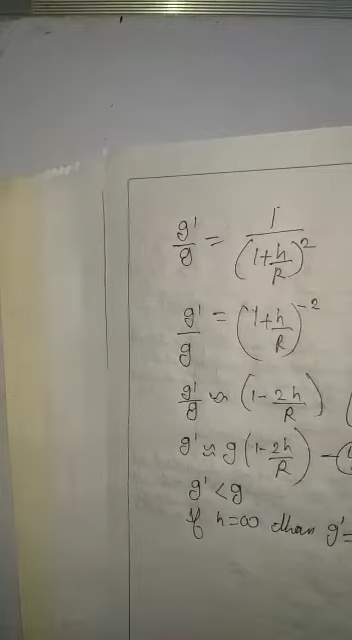 g'/g = 1/(1+h/R)^2
g'/g = (1+h/R)^-2
g'/g ≈ (1-2h/R) (
g' ≈ g(1-2h/R) - (
g' < g
If h=∞ than g'=